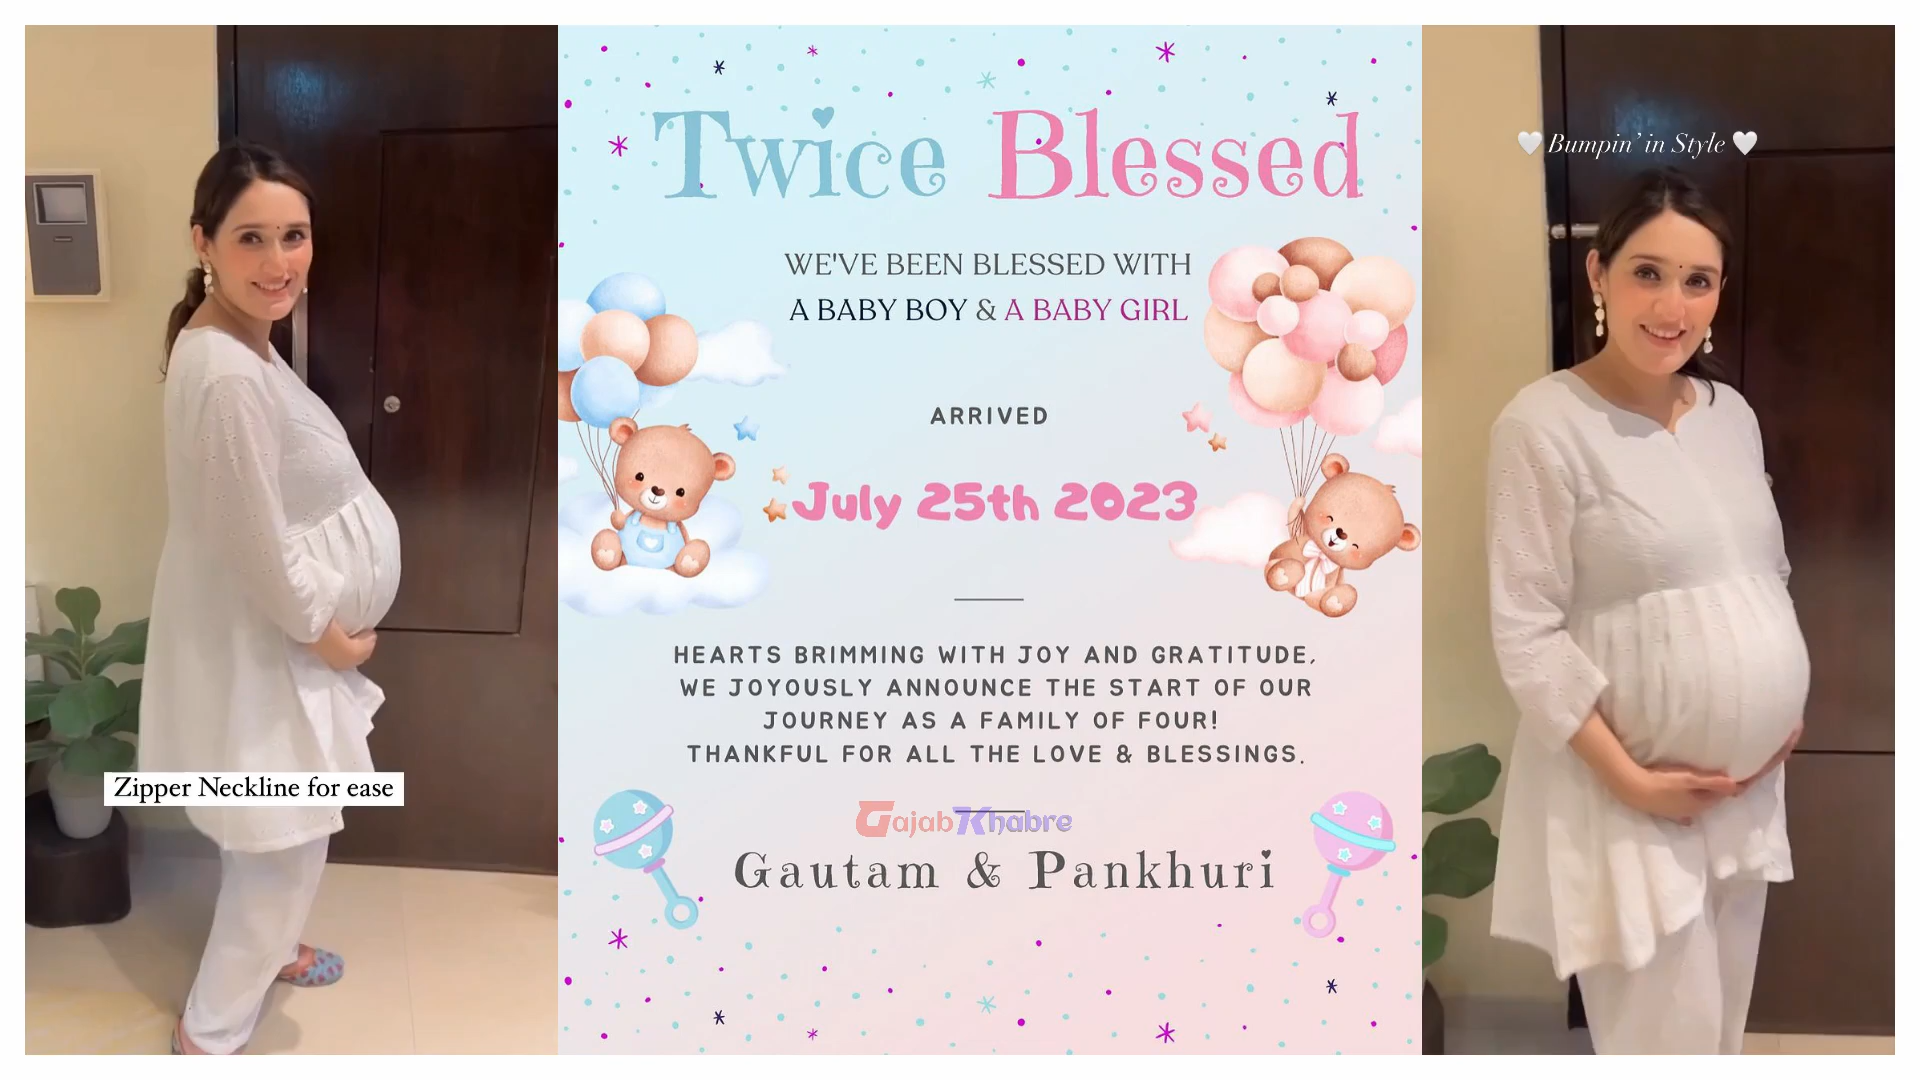 Zipper Neckline for ease
Twice Blessed
WE'VE BEEN BLESSED WITH
A BABY BOY & A BABY GIRL
ARRIVED
July 25th 2023
HEARTS BRIMMING WITH JOY AND GRATITUDE,
WE JOYOUSLY ANNOUNCE THE START OF OUR
JOURNEY AS A FAMILY OF FOUR!
THANKFUL FOR ALL THE LOVE & BLESSINGS.
GajabKhabre
Gautam & Pankhuri
🤍 Bumpin' in Style 🤍